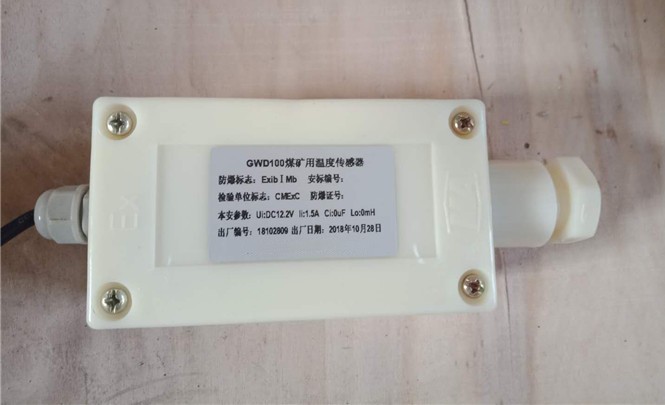 GWD100煤矿用温度传感器
防爆标志：ExibⅠMb 安标编号：
检验单位标志：CMExC 防爆证号：
本安参数：Ui:DC12.2V Ii:1.5A Ci:0uF Lo:0mH
出厂编号：18102809 出厂日期：2018年10月28日
Ex